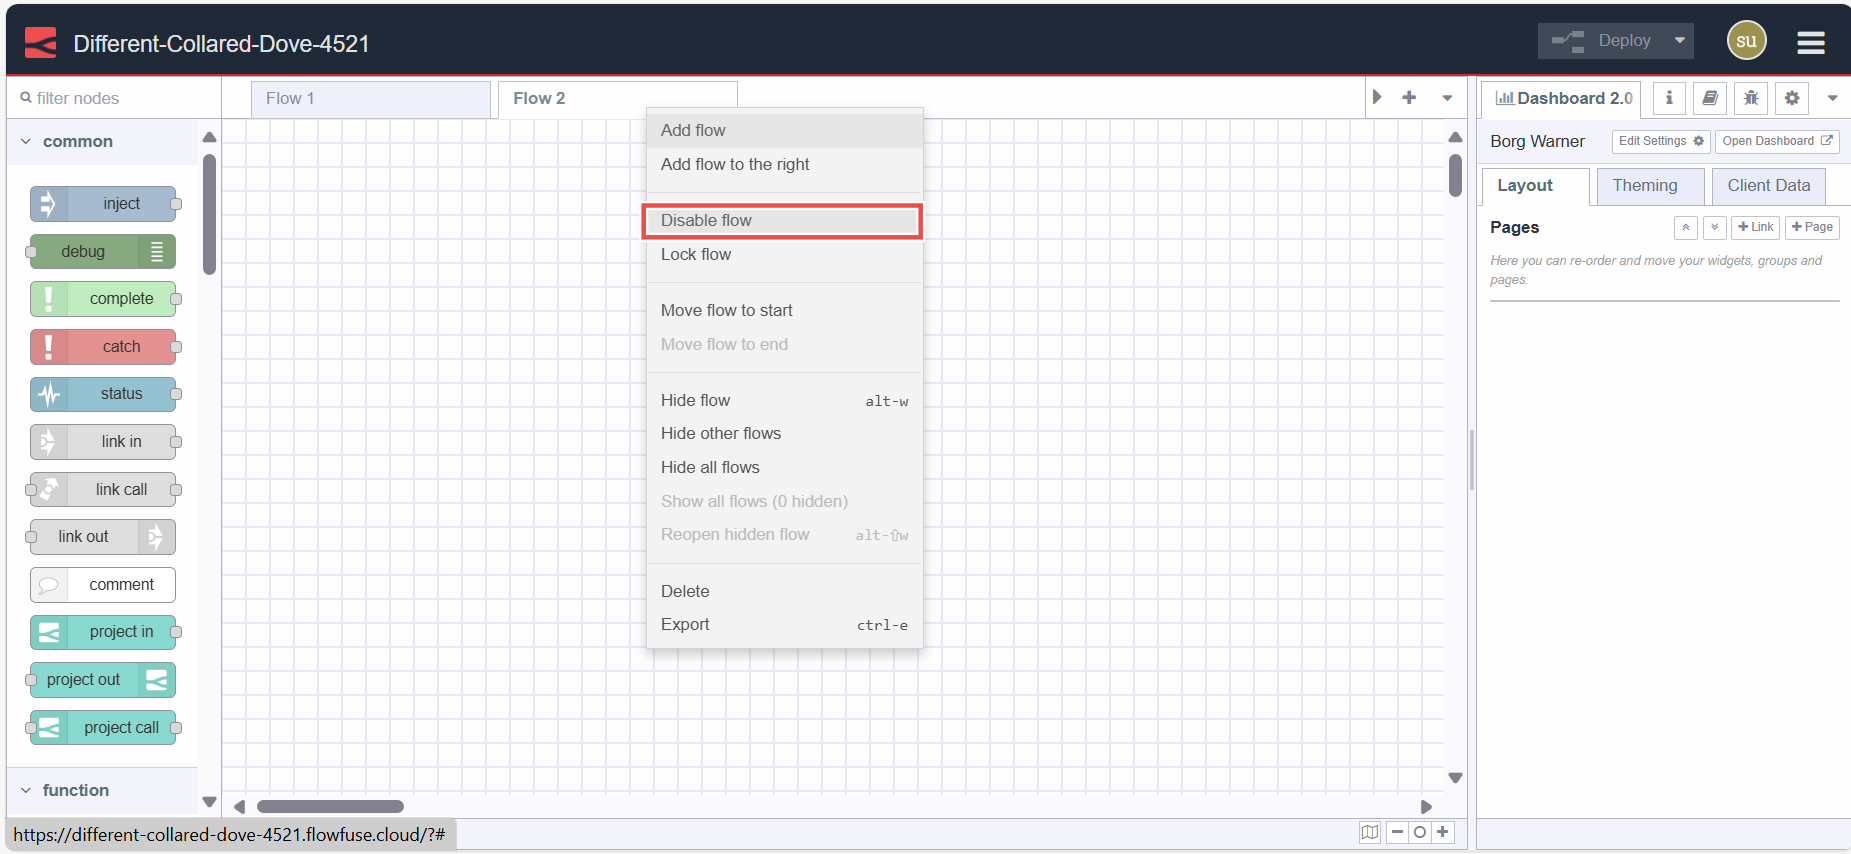 Different-Collared-Dove-4521
Deploy
su
filter nodes
Flow 1
Flow 2
Dashboard 2.0
common
inject
debug
complete
catch
status
link in
link call
link out
comment
project in
project out
project call
function
Add flow
Add flow to the right
Disable flow
Lock flow
Move flow to start
Move flow to end
Hide flow alt-w
Hide other flows
Hide all flows
Show all flows (0 hidden)
Reopen hidden flow alt-⇧w
Delete
Export ctrl-e
Borg Warner
Edit Settings
Open Dashboard
Layout
Theming
Client Data
Pages
Link
Page
Here you can re-order and move your widgets, groups and
pages.
https://different-collared-dove-4521.flowfuse.cloud/?#